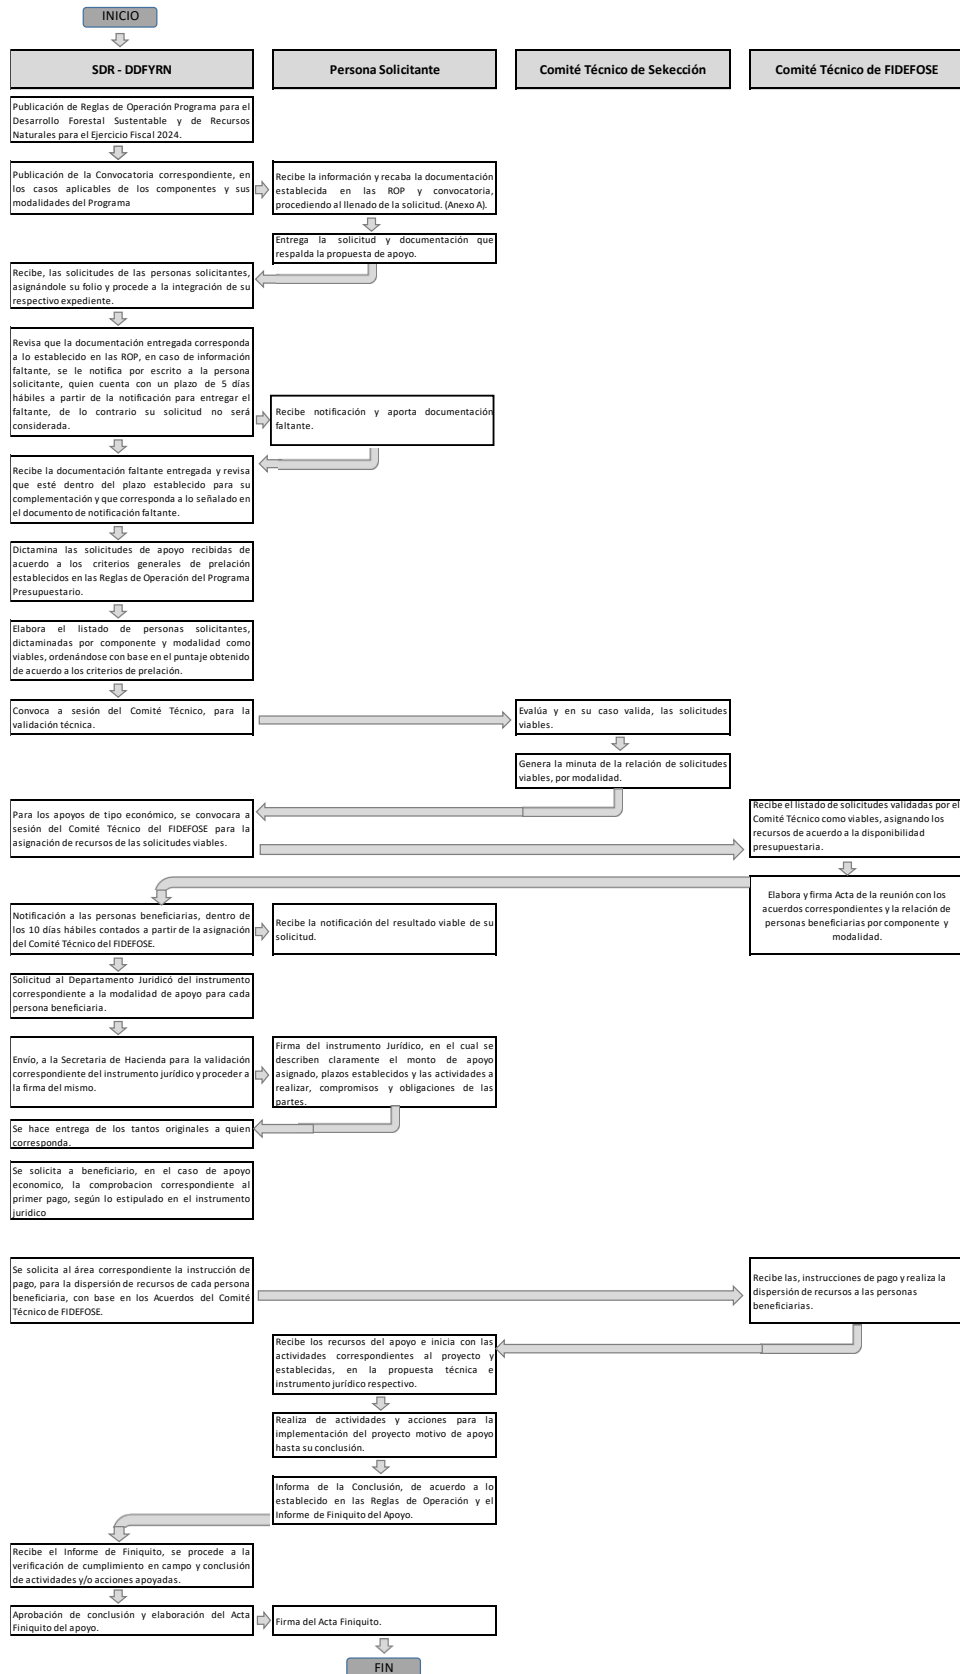 INICIO
SDR - DDFYRN
Persona Solicitante
Comité Técnico de Sekección
Comité Técnico de FIDEFOSE
Publicación de Reglas de Operación Programa para el
Desarrollo Forestal Sustentable y de Recursos
Naturales para el Ejercicio Fiscal 2024.
Publicación de la Convocatoria correspondiente, en
los casos aplicables de los componentes y sus
modalidades del Programa
Recibe la información y recaba la documentación
establecida en las ROP y convocatoria,
procediendo al llenado de la solicitud. (Anexo A).
Entrega la solicitud y documentación que
respalda la propuesta de apoyo.
Recibe, las solicitudes de las personas solicitantes,
asignándole su folio y procede a la integración de su
respectivo expediente.
Revisa que la documentación entregada corresponda
a lo establecido en las ROP, en caso de información
faltante, se le notifica por escrito a la persona
solicitante, quien cuenta con un plazo de 5 días
hábiles a partir de la notificación para entregar el
faltante, de lo contrario su solicitud no será
considerada.
Recibe notificación y aporta documentación
faltante.
Recibe la documentación faltante entregada y revisa
que esté dentro del plazo establecido para su
complementación y que corresponda a lo señalado en
el documento de notificación faltante.
Dictamina las solicitudes de apoyo recibidas de
acuerdo a los criterios generales de prelación
establecidos en las Reglas de Operación del Programa
Presupuestario.
Elabora el listado de personas solicitantes,
dictaminadas por componente y modalidad como
viables, ordenándose con base en el puntaje obtenido
de acuerdo a los criterios de prelación.
Convoca a sesión del Comité Técnico, para la
validación técnica.
Evalúa y en su caso valida, las solicitudes
viables.
Genera la minuta de la relación de solicitudes
viables, por modalidad.
Para los apoyos de tipo económico, se convocara a
sesión del Comité Técnico del FIDEFOSE para la
asignación de recursos de las solicitudes viables.
Recibe el listado de solicitudes validadas por el
Comité Técnico como viables, asignando los
recursos de acuerdo a la disponibilidad
presupuestaria.
Elabora y firma Acta de la reunión con los
acuerdos correspondientes y la relación de
personas beneficiarias por componente y
modalidad.
Notificación a las personas beneficiarias, dentro de
los 10 días hábiles contados a partir de la asignación
del Comité Técnico del FIDEFOSE.
Recibe la notificación del resultado viable de su
solicitud.
Solicitud al Departamento Juridicó del instrumento
correspondiente a la modalidad de apoyo para cada
persona beneficiaria.
Envío, a la Secretaria de Hacienda para la validación
correspondiente del instrumento jurídico y proceder a
la firma del mismo.
Firma del instrumento Jurídico, en el cual se
describen claramente el monto de apoyo
asignado, plazos establecidos y las actividades a
realizar, compromisos y obligaciones de las
partes.
Se hace entrega de los tantos originales a quien
corresponda.
Se solicita a beneficiario, en el caso de apoyo
economico, la comprobacion correspondiente al
primer pago, según lo estipulado en el instrumento
juridico
Se solicita al área correspondiente la instrucción de
pago, para la dispersión de recursos de cada persona
beneficiaria, con base en los Acuerdos del Comité
Técnico de FIDEFOSE.
Recibe las, instrucciones de pago y realiza la
dispersión de recursos a las personas
beneficiarias.
Recibe los recursos del apoyo e inicia con las
actividades correspondientes al proyecto y
establecidas, en la propuesta técnica e
instrumento jurídico respectivo.
Realiza de actividades y acciones para la
implementación del proyecto motivo de apoyo
hasta su conclusión.
Informa de la Conclusión, de acuerdo a lo
establecido en las Reglas de Operación y el
Informe de Finiquito del Apoyo.
Recibe el Informe de Finiquito, se procede a la
verificación de cumplimiento en campo y conclusión
de actividades y/o acciones apoyadas.
Aprobación de conclusión y elaboración del Acta
Finiquito del apoyo.
Firma del Acta Finiquito.
FIN